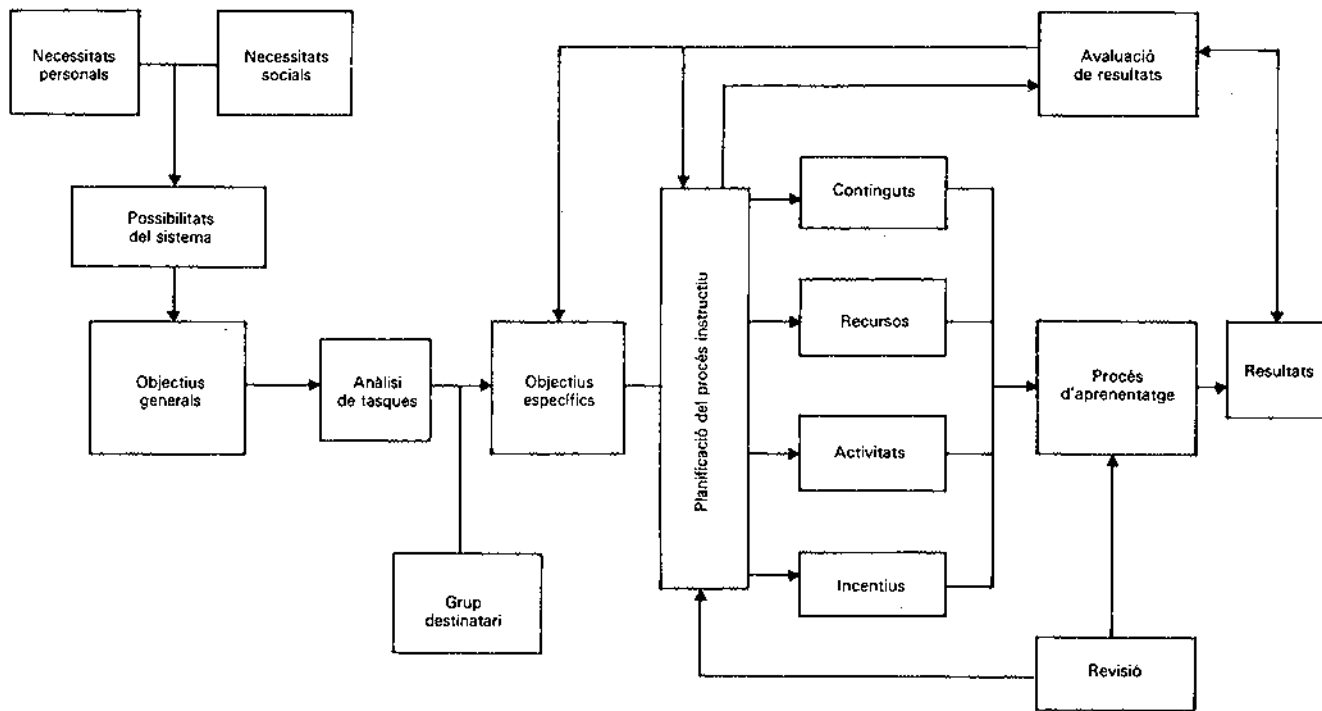 Necessitats
personals
Necessitats
socials
Avaluació
de resultats
Possibilitats
del sistema
Continguts
Planificació del procés instructiu
Recursos
Objectius
generals
Anàlisi
de tasques
Objectius
específics
Procés
d'aprenentatge
Resultats
Activitats
Grup
destinatari
Incentius
Revisió